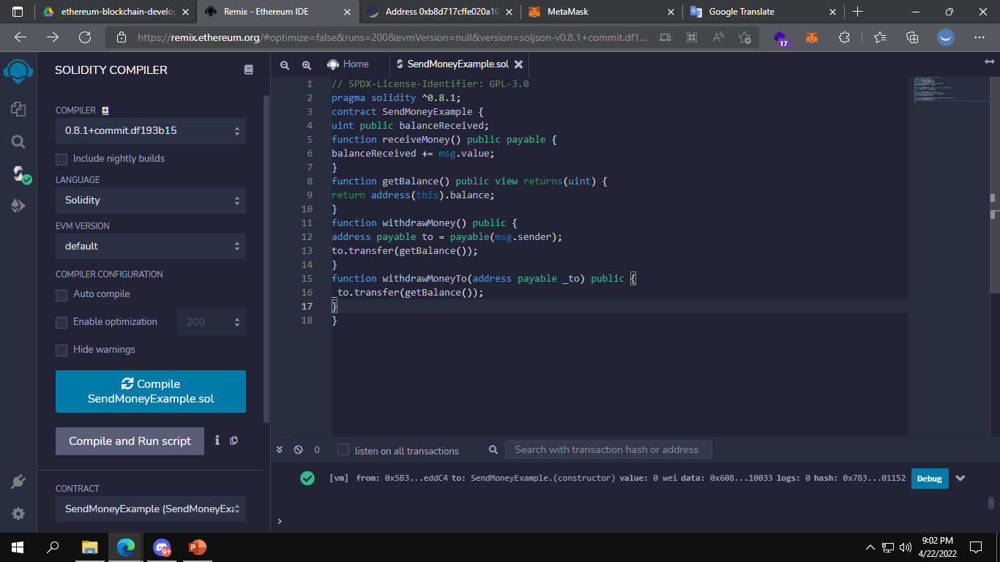 ethereum-blockchain-develop
Remix - Ethereum IDE
Address 0xb8d717cffe020a10
MetaMask
Google Translate
https://remix.ethereum.org/#optimize=false&runs=200&evmVersion=null&version=soljson-v0.8.1+commit.df1...
17
SOLIDITY COMPILER
COMPILER
0.8.1+commit.df193b15
Include nightly builds
LANGUAGE
Solidity
EVM VERSION
default
COMPILER CONFIGURATION
Auto compile
Enable optimization
200
Hide warnings
Compile
SendMoneyExample.sol
Compile and Run script
CONTRACT
SendMoneyExample (SendMoneyExa
Home
SendMoneyExample.sol
1 // SPDX-License-Identifier: GPL-3.0
2 pragma solidity ^0.8.1;
3 contract SendMoneyExample {
4 uint public balanceReceived;
5 function receiveMoney() public payable {
6 balanceReceived += msg.value;
7 }
8 function getBalance() public view returns(uint) {
9 return address(this).balance;
10 }
11 function withdrawMoney() public {
12 address payable to = payable(msg.sender);
13 to.transfer(getBalance());
14 }
15 function withdrawMoneyTo(address payable _to) public {
16 _to.transfer(getBalance());
17 }
18 }
0
listen on all transactions
Search with transaction hash or address
[vm] from: 0x5B3...eddC4 to: SendMoneyExample.(constructor) value: 0 wei data: 0x608...10033 logs: 0 hash: 0x783...01152
Debug
>
9+
9:02 PM
4/22/2022